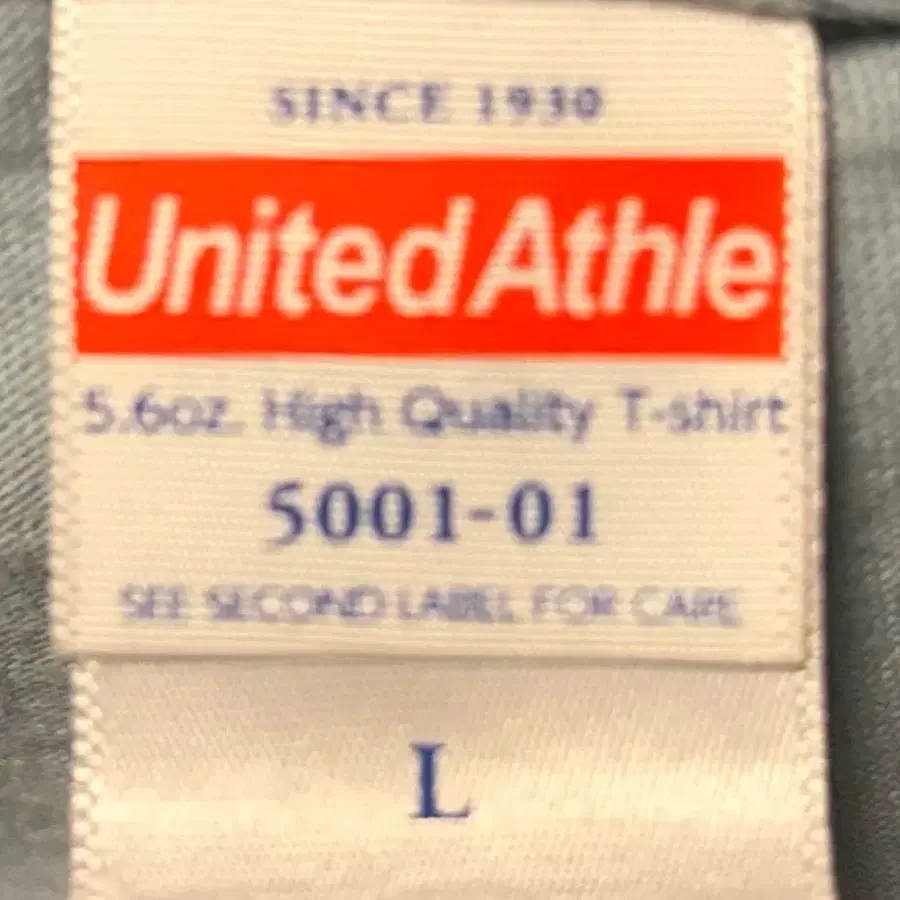 SINCE 1930
United Athle
5.6oz. High Quality T-shirt
5001-01
SEE SECOND LABEL FOR CARE
L